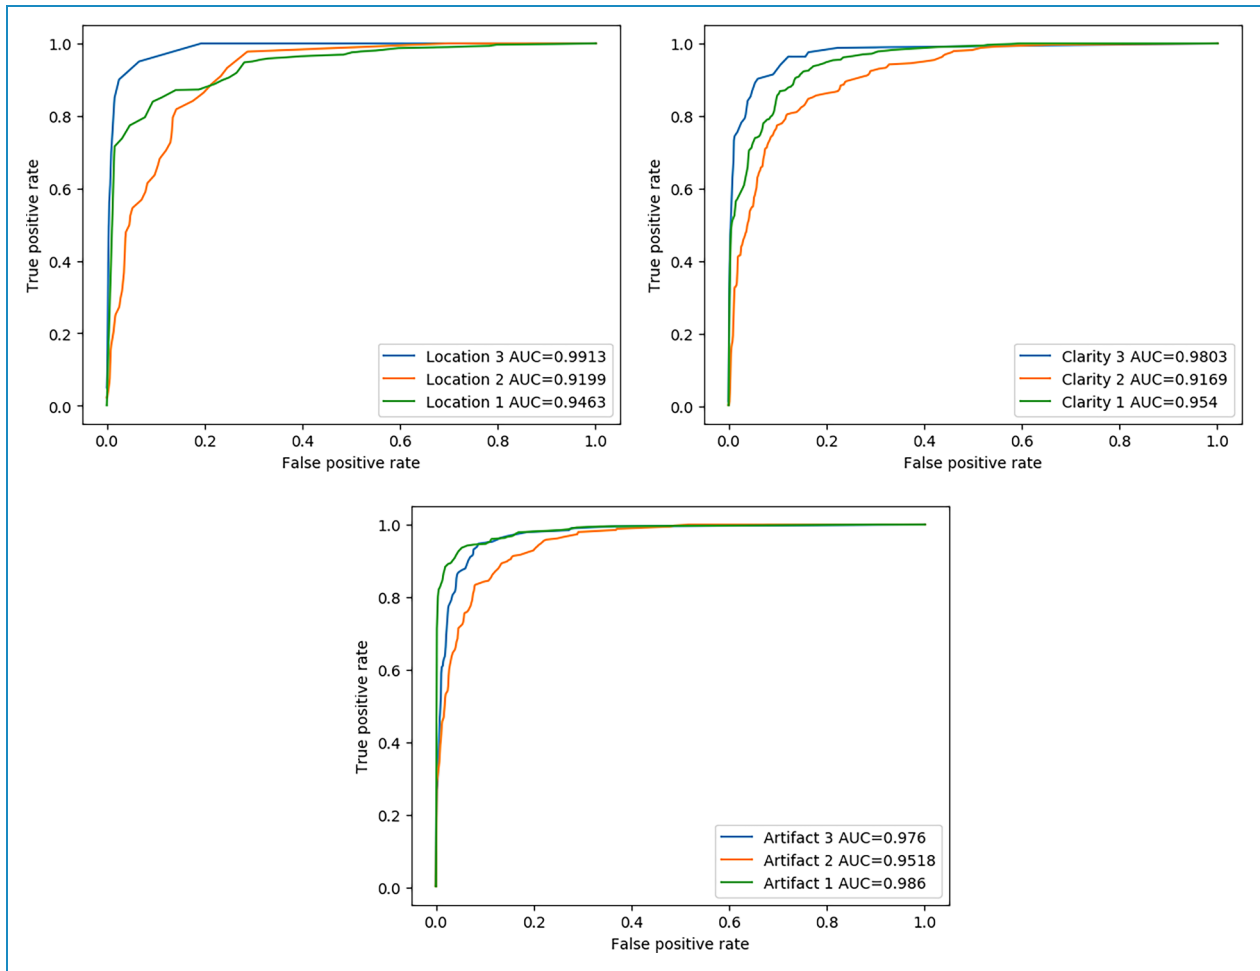 1.0
0.8
0.6
0.4
0.2
0.0
True positive rate
Location 3 AUC=0.9913
Location 2 AUC=0.9199
Location 1 AUC=0.9463
0.0 0.2 0.4 0.6 0.8 1.0
False positive rate
1.0
0.8
0.6
0.4
0.2
0.0
True positive rate
Clarity 3 AUC=0.9803
Clarity 2 AUC=0.9169
Clarity 1 AUC=0.954
0.0 0.2 0.4 0.6 0.8 1.0
False positive rate
1.0
0.8
0.6
0.4
0.2
0.0
True positive rate
Artifact 3 AUC=0.976
Artifact 2 AUC=0.9518
Artifact 1 AUC=0.986
0.0 0.2 0.4 0.6 0.8 1.0
False positive rate